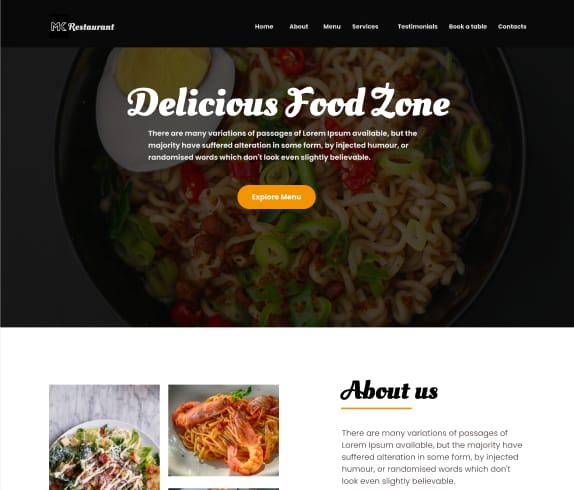 MK Restaurant
Home About Menu Services Testimonials Book a table Contacts
Delicious Food Zone
There are many variations of passages of Lorem Ipsum available, but the
majority have suffered alteration in some form, by injected humour, or
randomised words which don't look even slightly believable.
Explore Menu
About us
There are many variations of passages of
Lorem Ipsum available, but the majority have
suffered alteration in some form, by injected
humour, or randomised words which don't
look even slightly believable.